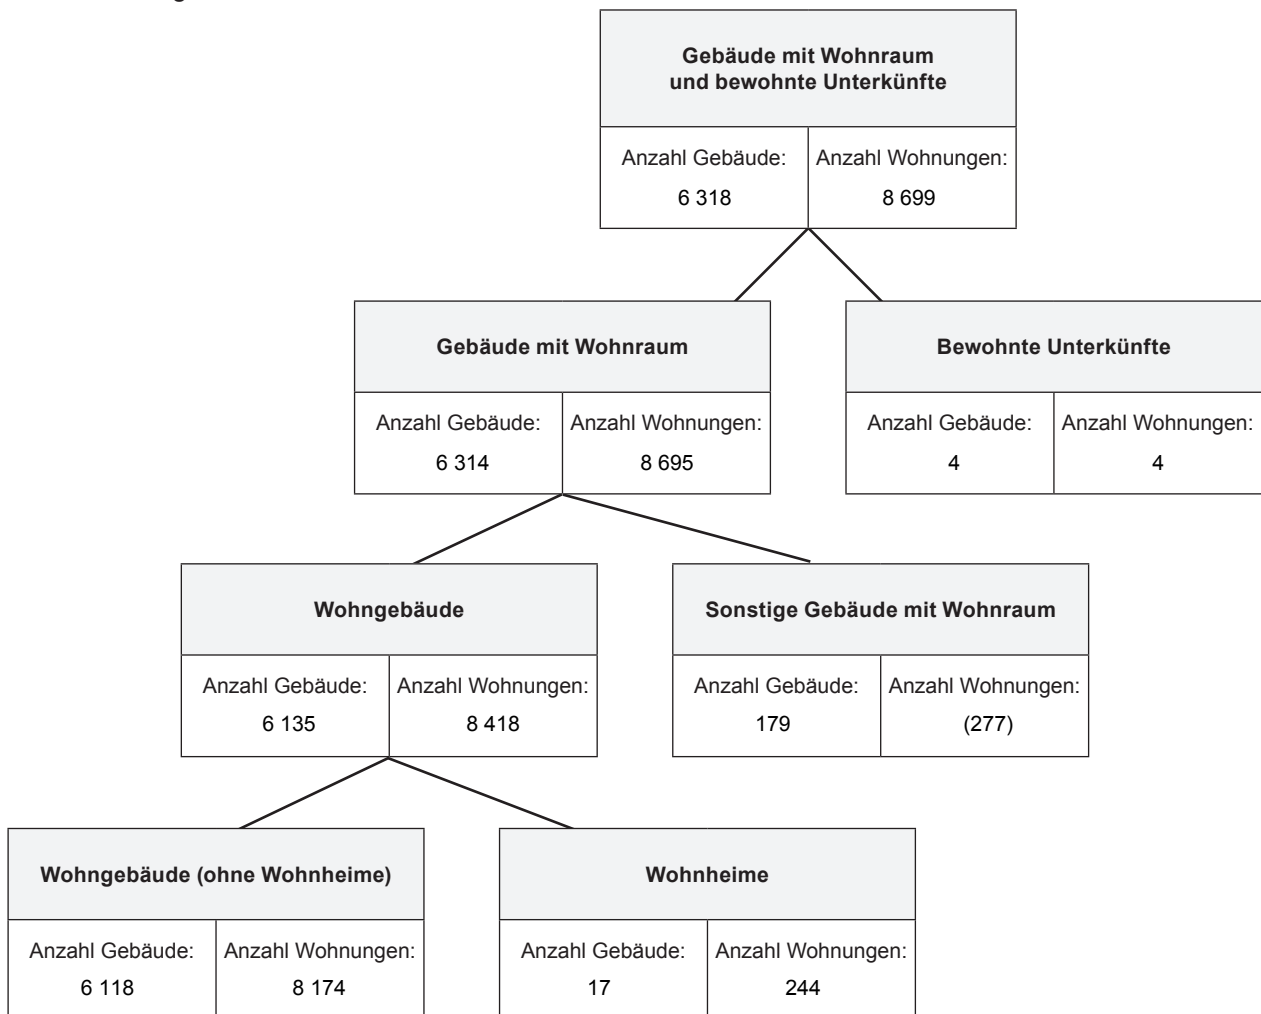 Gebäude mit Wohnraum
und bewohnte Unterkünfte
Anzahl Gebäude: Anzahl Wohnungen:
6 318 8 699
Gebäude mit Wohnraum Bewohnte Unterkünfte
Anzahl Gebäude: Anzahl Wohnungen: Anzahl Gebäude: Anzahl Wohnungen:
6 314 8 695 4 4
Wohngebäude Sonstige Gebäude mit Wohnraum
Anzahl Gebäude: Anzahl Wohnungen: Anzahl Gebäude: Anzahl Wohnungen:
6 135 8 418 179 (277)
Wohngebäude (ohne Wohnheime) Wohnheime
Anzahl Gebäude: Anzahl Wohnungen: Anzahl Gebäude: Anzahl Wohnungen:
6 118 8 174 17 244